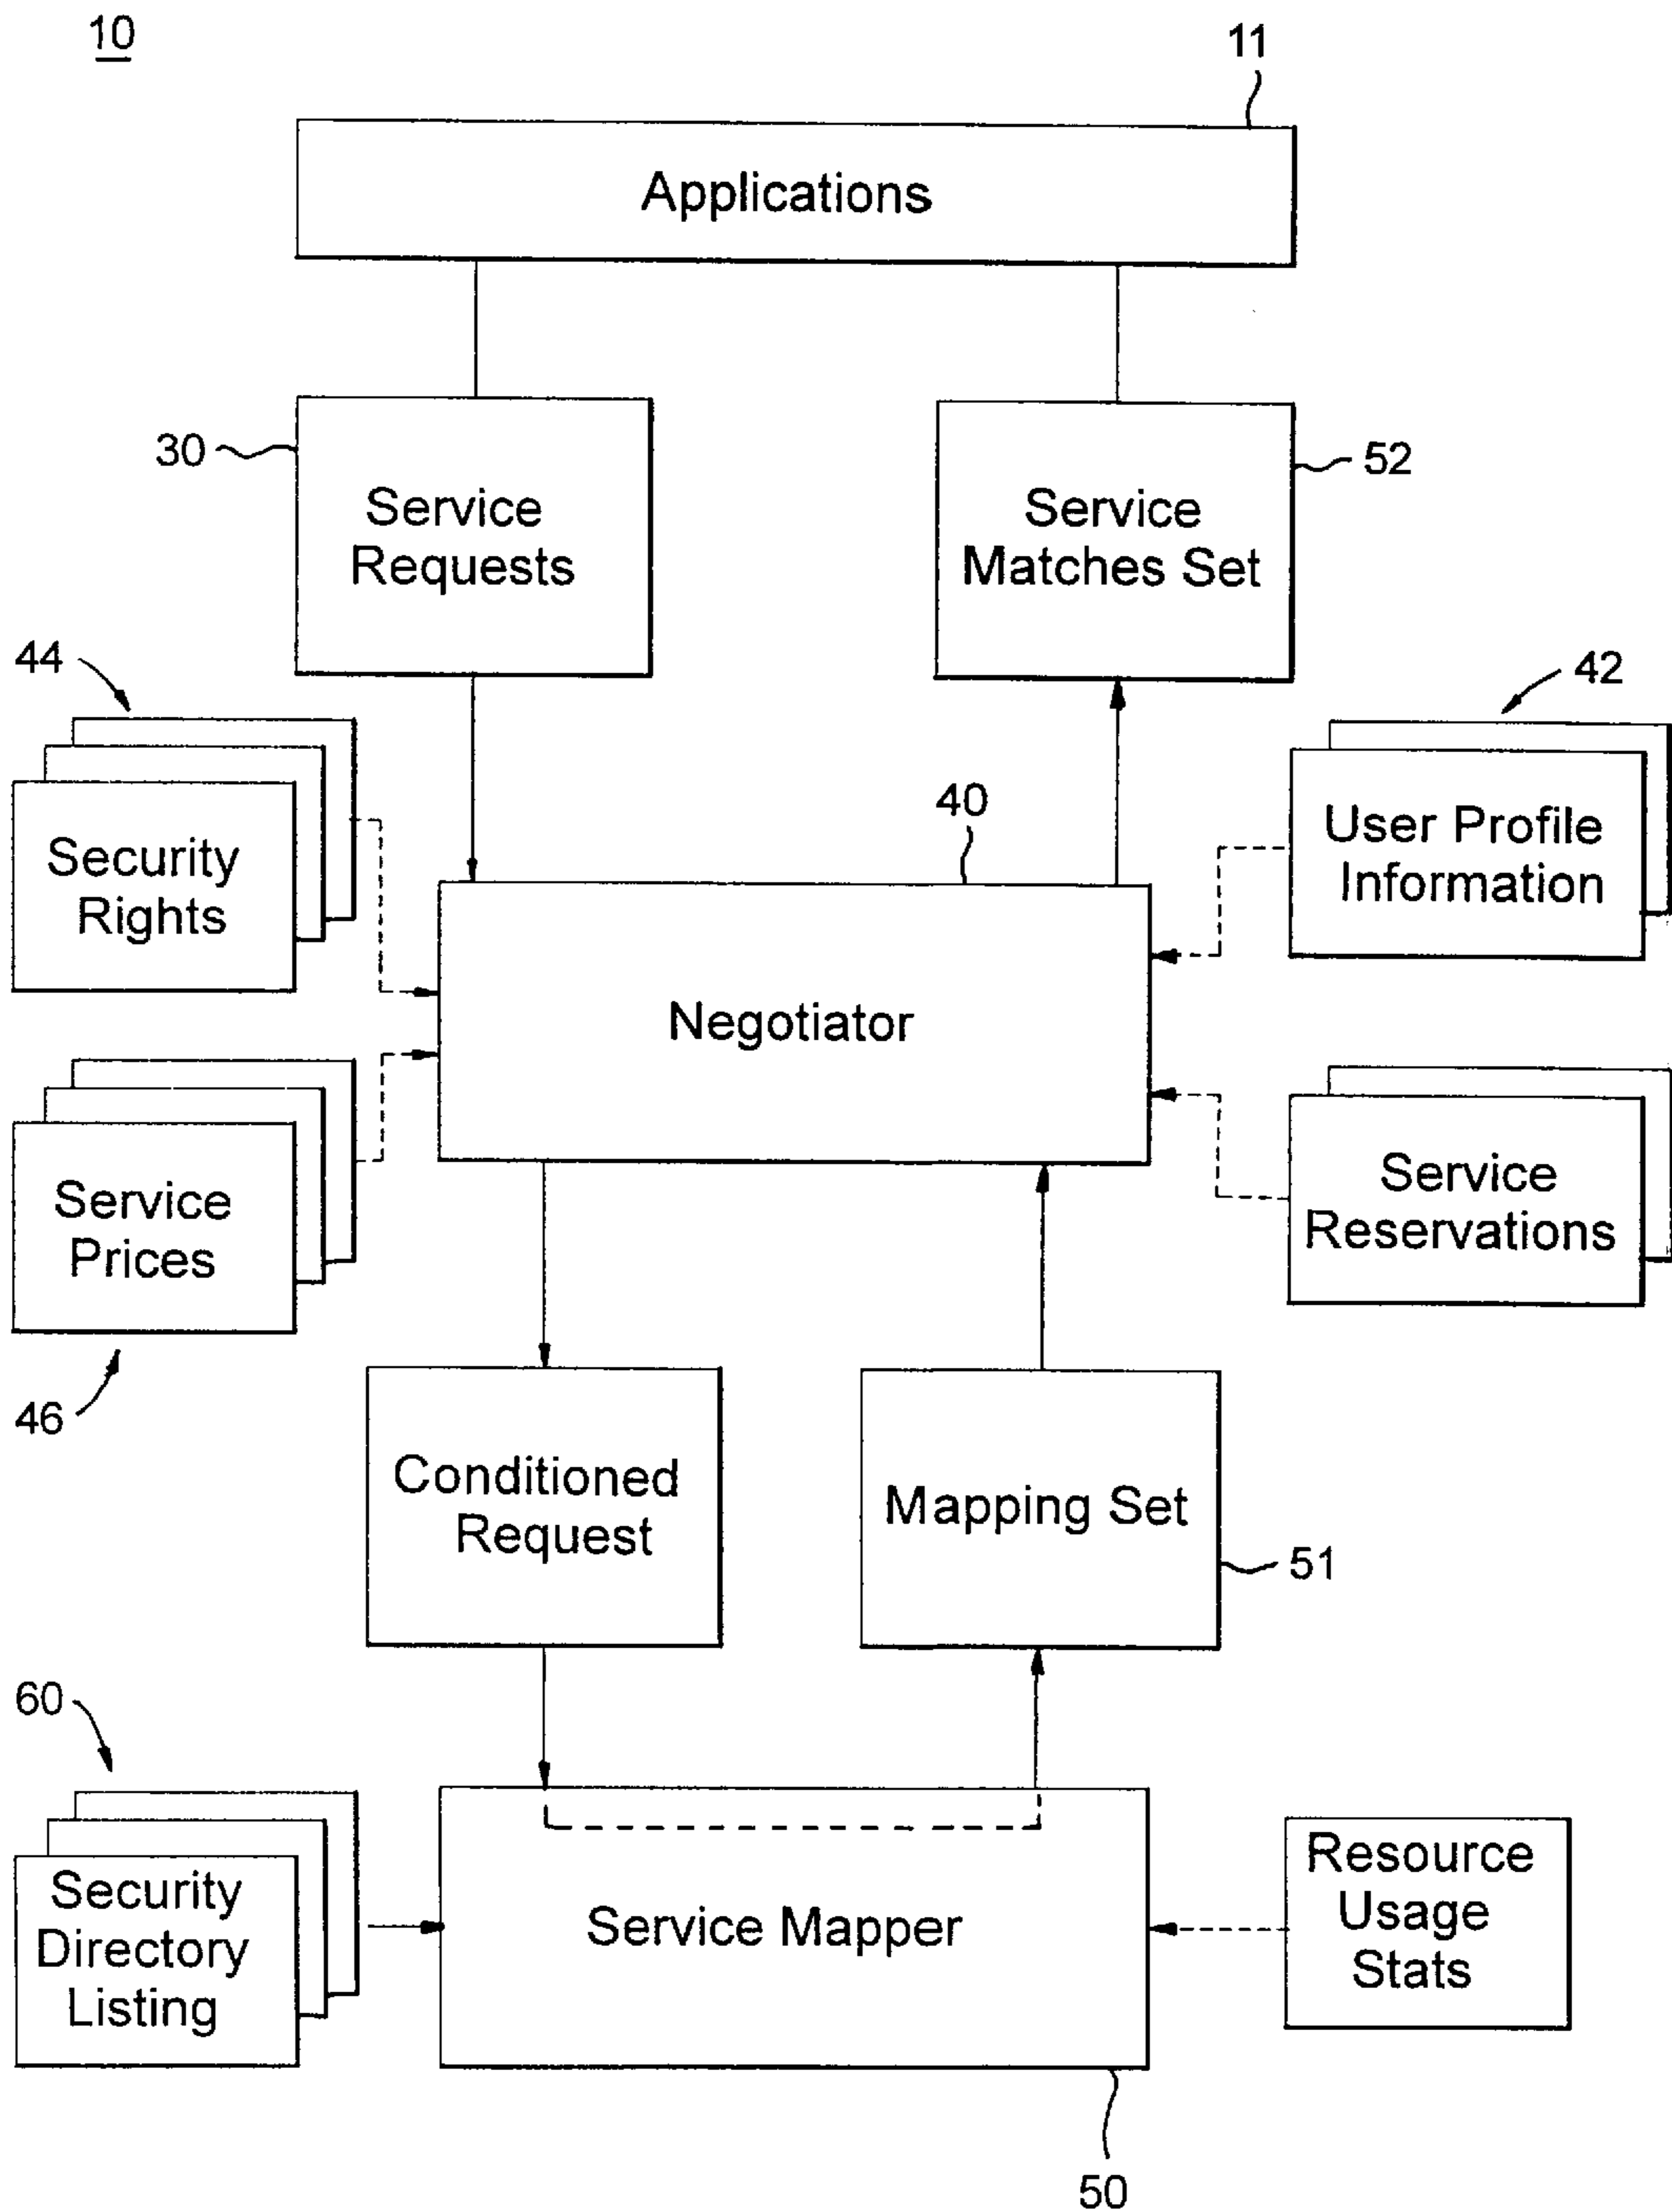 10
11
Applications
30
Service
Requests
52
Service
Matches Set
44
42
Security
Rights
40
User Profile
Information
Negotiator
Service
Prices
Service
Reservations
46
Conditioned
Request
Mapping Set
51
60
Security
Directory
Listing
Service Mapper
Resource
Usage
Stats
50